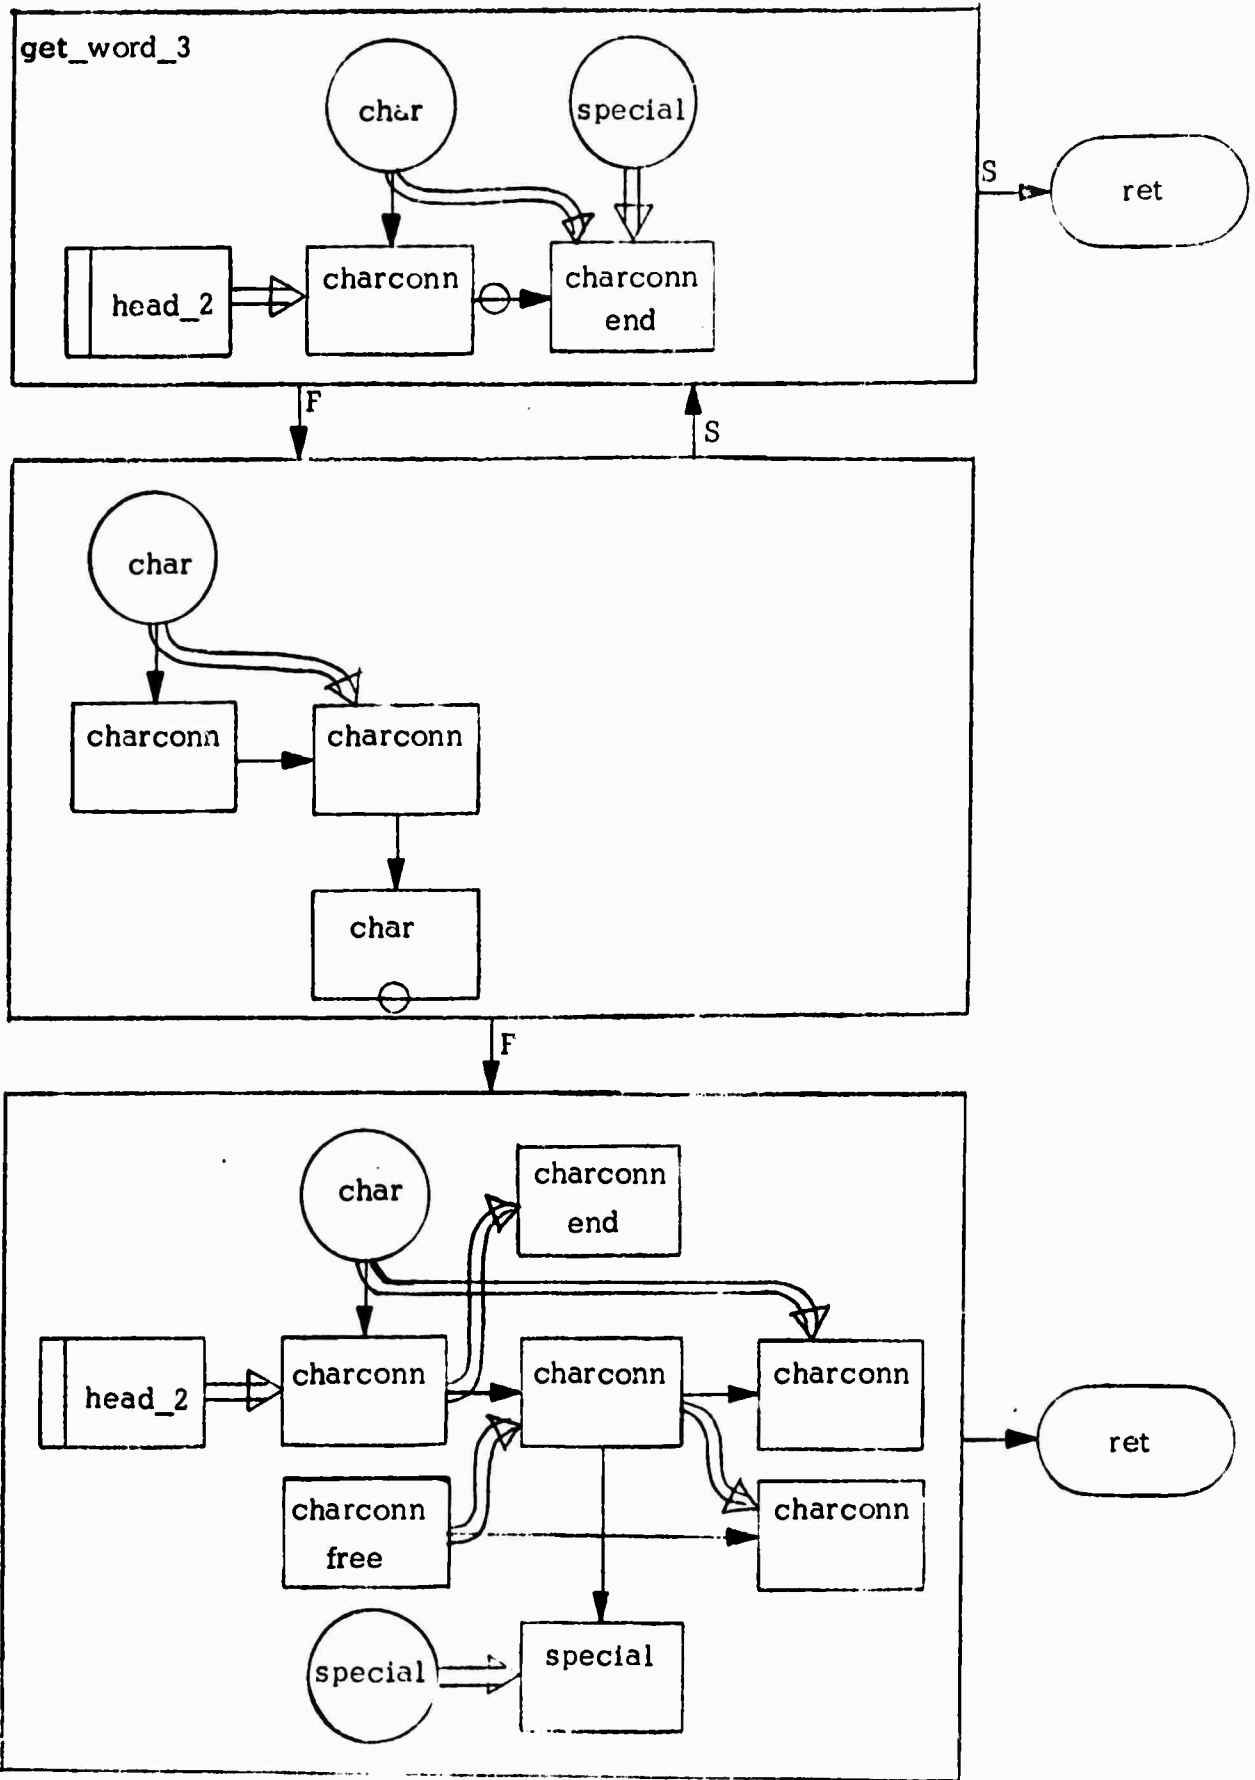 get_word_3
char
special
S
ret
head_2
charconn
charconn
end
F
S
char
charconn
charconn
char
F
char
charconn
end
head_2
charconn
charconn
charconn
ret
charconn
free
charconn
special
special